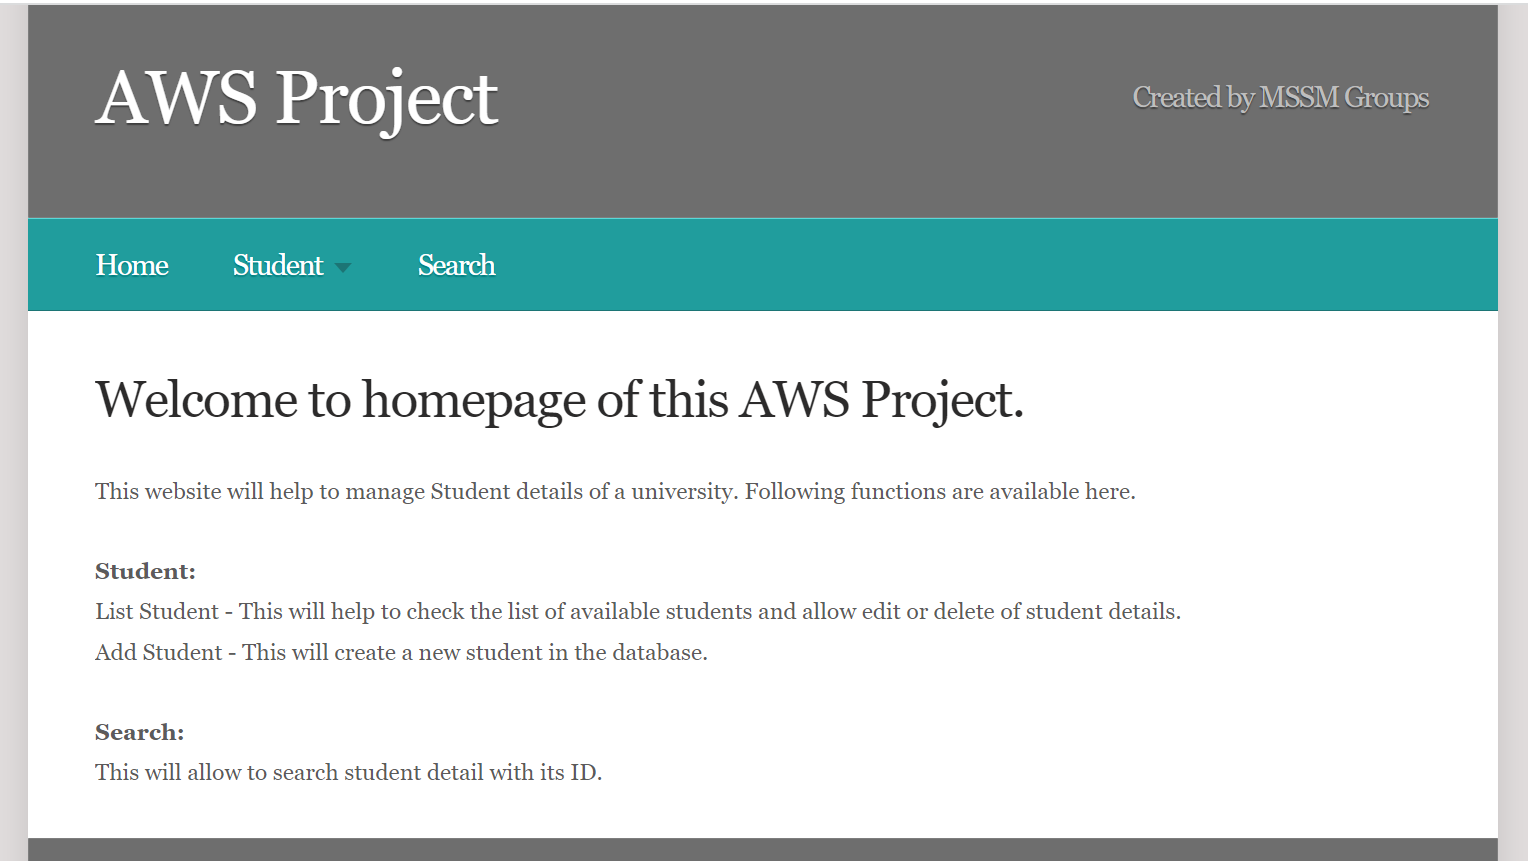 AWS Project
Created by MSSM Groups
Home Student Search
Welcome to homepage of this AWS Project.
This website will help to manage Student details of a university. Following functions are available here.
Student:
List Student - This will help to check the list of available students and allow edit or delete of student details.
Add Student - This will create a new student in the database.
Search:
This will allow to search student detail with its ID.